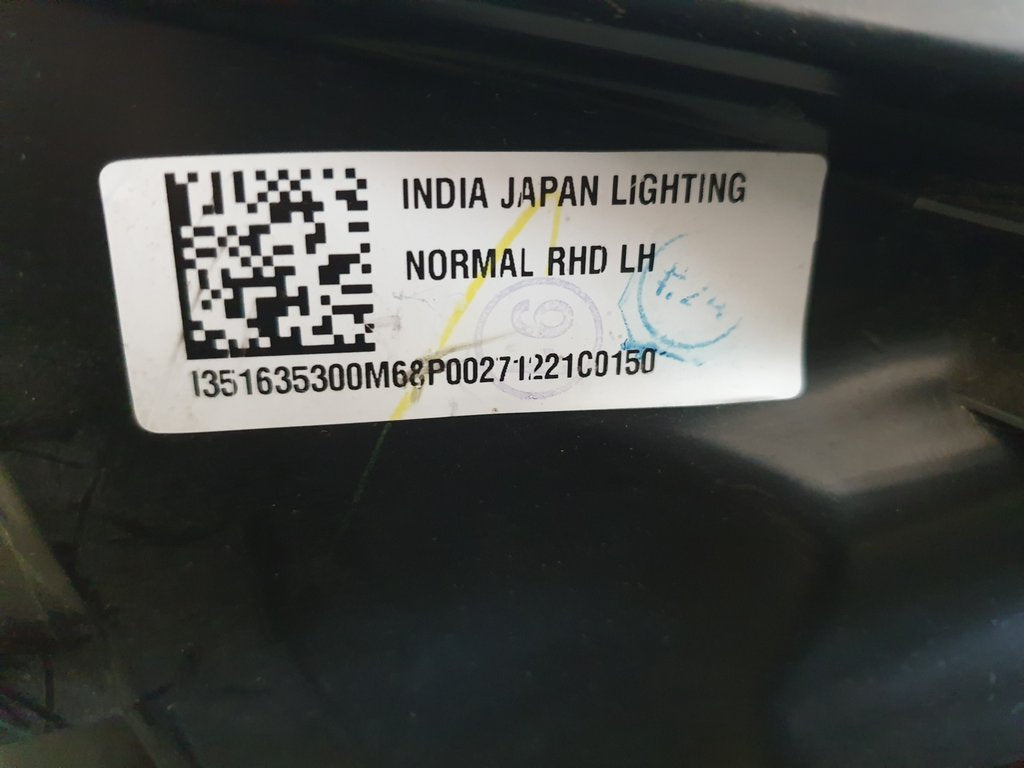 INDIA JAPAN LIGHTING
NORMAL RHD LH
I351635300M68P00271221C0150